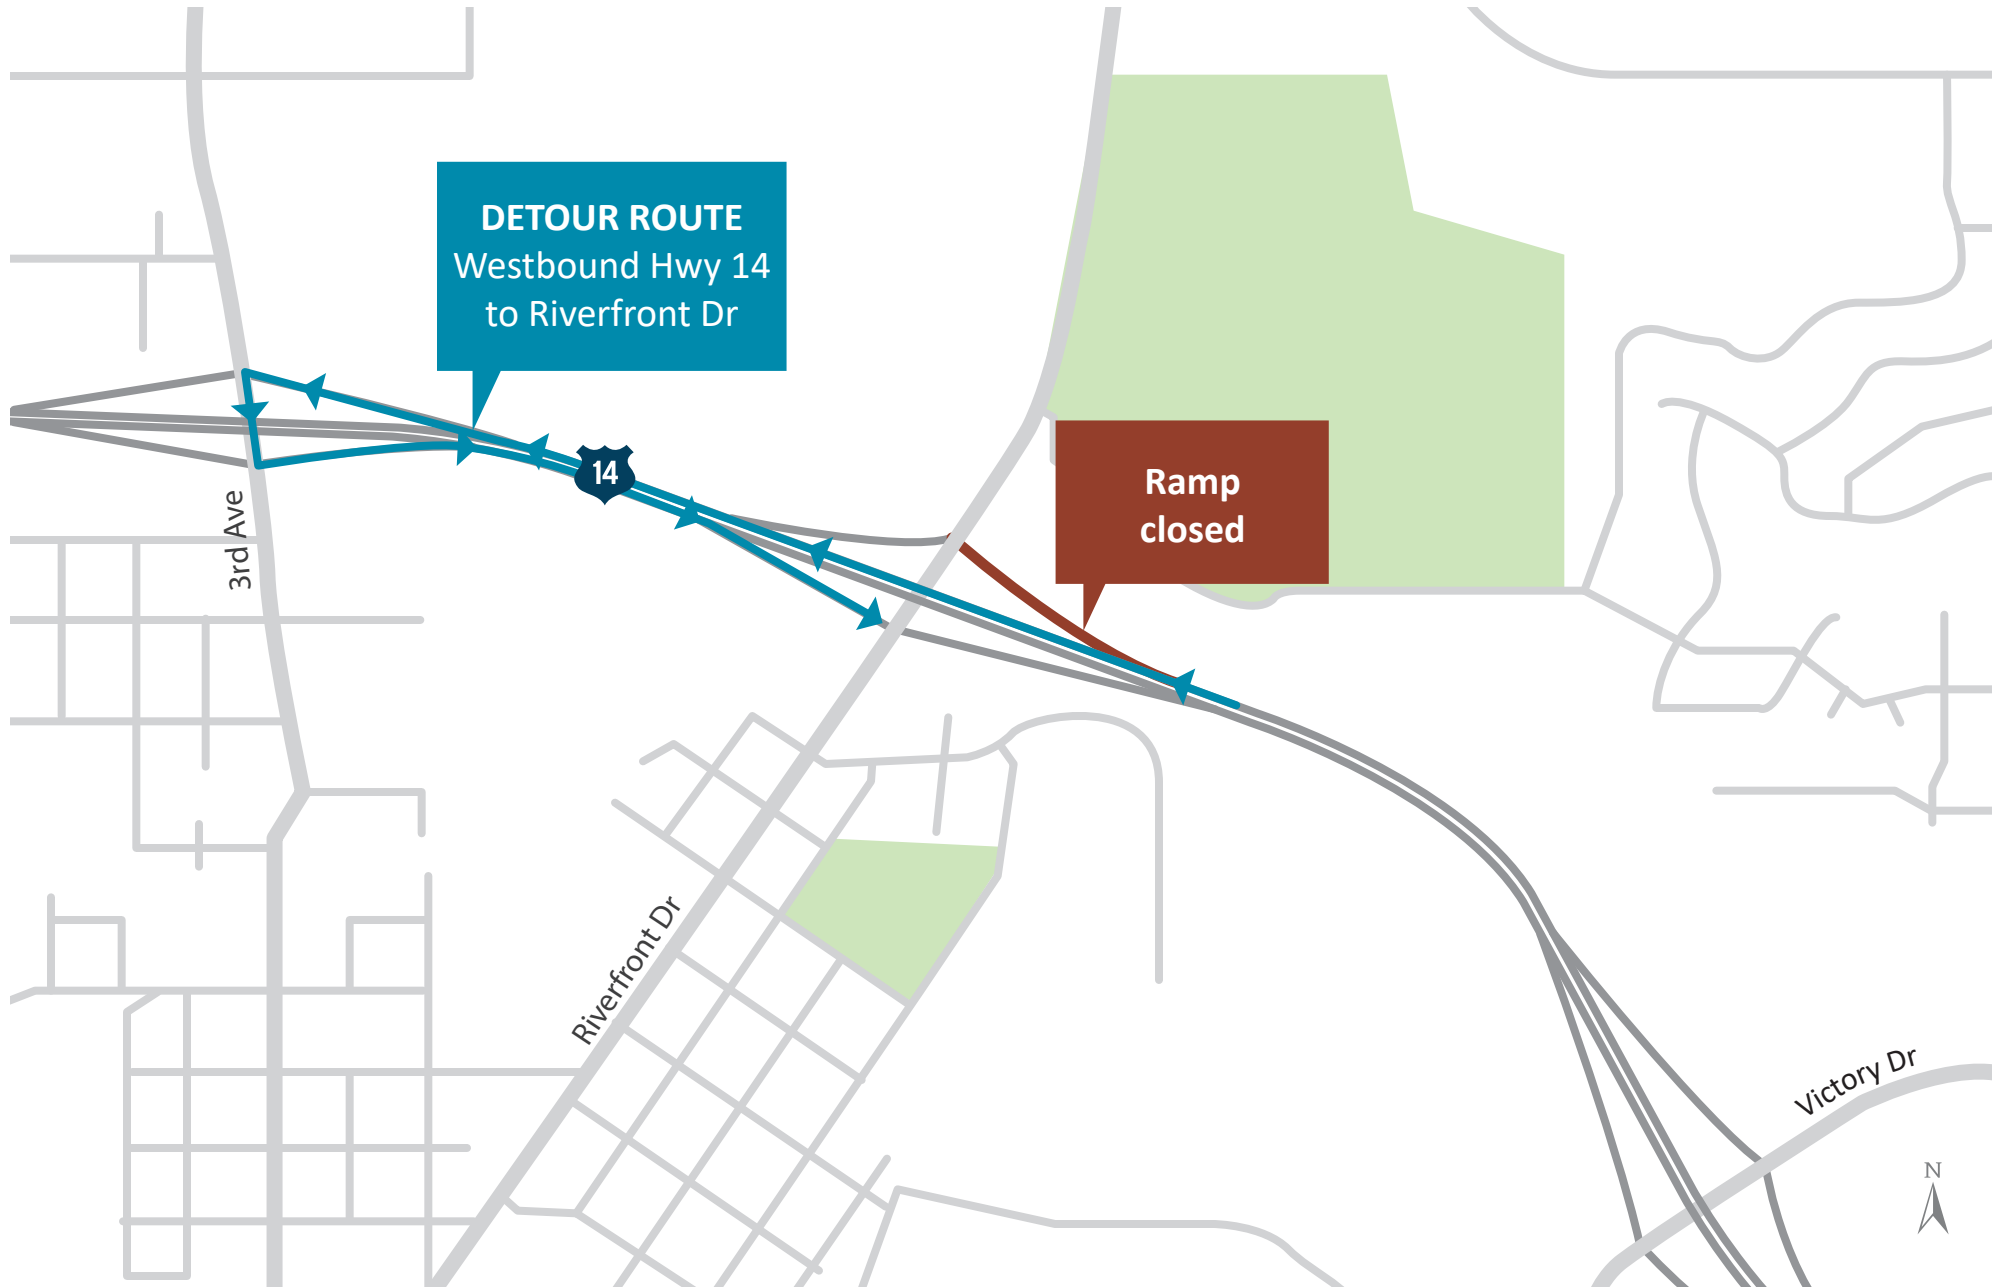 DETOUR ROUTE
Westbound Hwy 14
to Riverfront Dr
14
Ramp
closed
3rd Ave
Riverfront Dr
Victory Dr
N